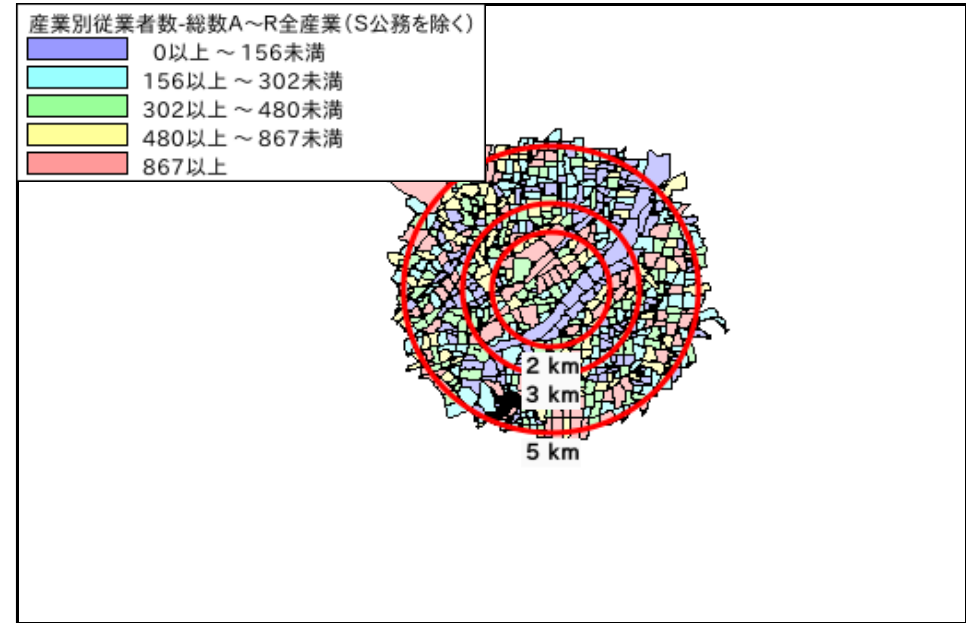 産業別従業者数-総数A～R全産業(S公務を除く)
0以上 ～ 156未満
156以上 ～ 302未満
302以上 ～ 480未満
480以上 ～ 867未満
867以上
2 km
3 km
5 km